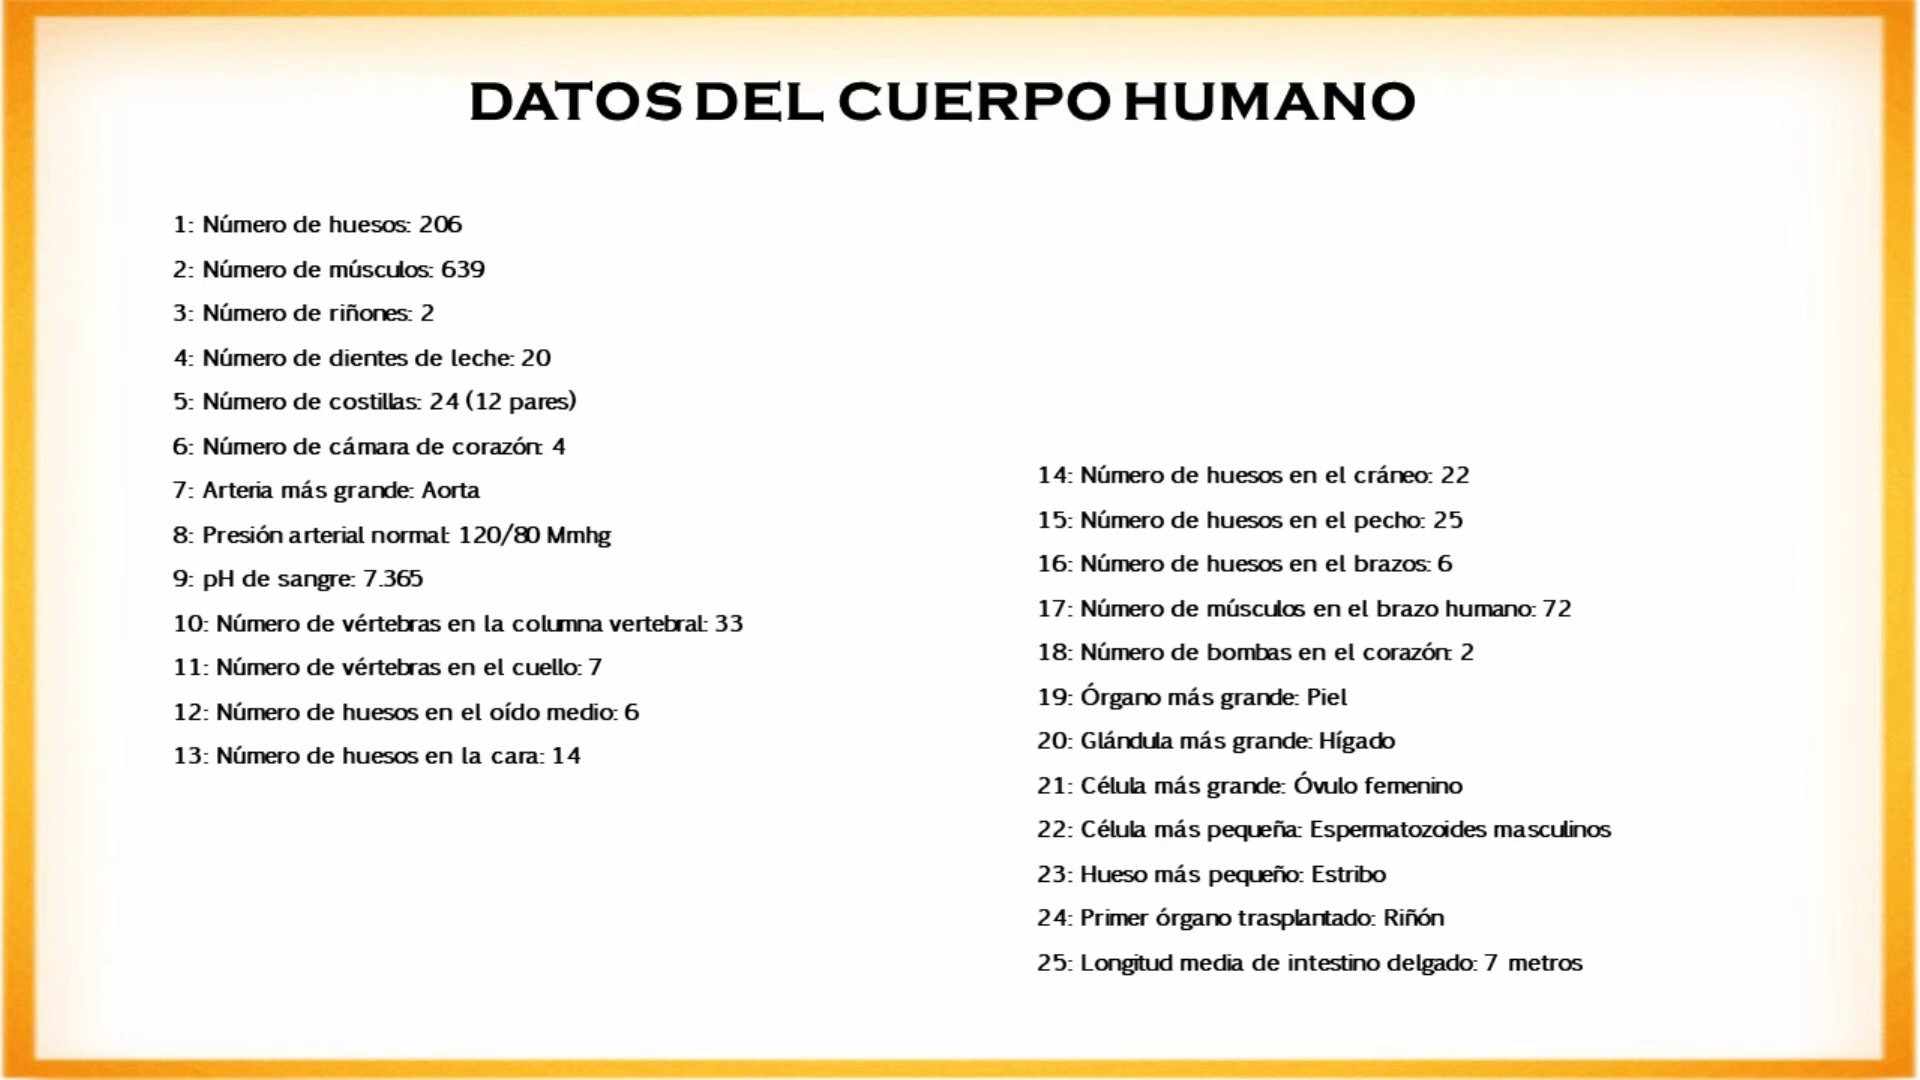 DATOS DEL CUERPO HUMANO
1: Número de huesos: 206
2: Número de músculos: 639
3: Número de riñones: 2
4: Número de dientes de leche: 20
5: Número de costillas: 24 (12 pares)
6: Número de cámara de corazón: 4
7: Arteria más grande: Aorta
8: Presión arterial normal: 120/80 Mmhg
9: pH de sangre: 7.365
10: Número de vértebras en la columna vertebral: 33
11: Número de vértebras en el cuello: 7
12: Número de huesos en el oído medio: 6
13: Número de huesos en la cara: 14
14: Número de huesos en el cráneo: 22
15: Número de huesos en el pecho: 25
16: Número de huesos en el brazos: 6
17: Número de músculos en el brazo humano: 72
18: Número de bombas en el corazón: 2
19: Órgano más grande: Piel
20: Glándula más grande: Hígado
21: Célula más grande: Óvulo femenino
22: Célula más pequeña: Espermatozoides masculinos
23: Hueso más pequeño: Estribo
24: Primer órgano trasplantado: Riñón
25: Longitud media de intestino delgado: 7 metros